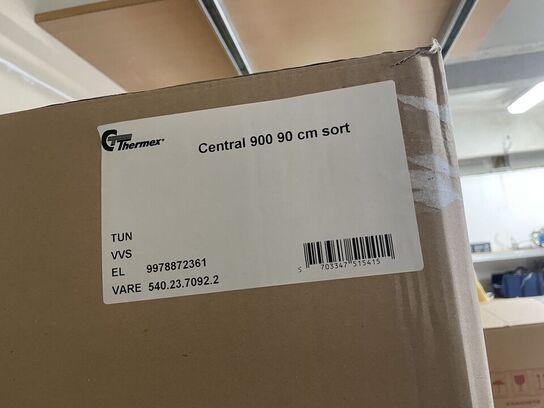 Thermex®
Central 900 90 cm sort
TUN
VVS
EL 9978872361
VARE 540.23.7092.2
5 703347 515415